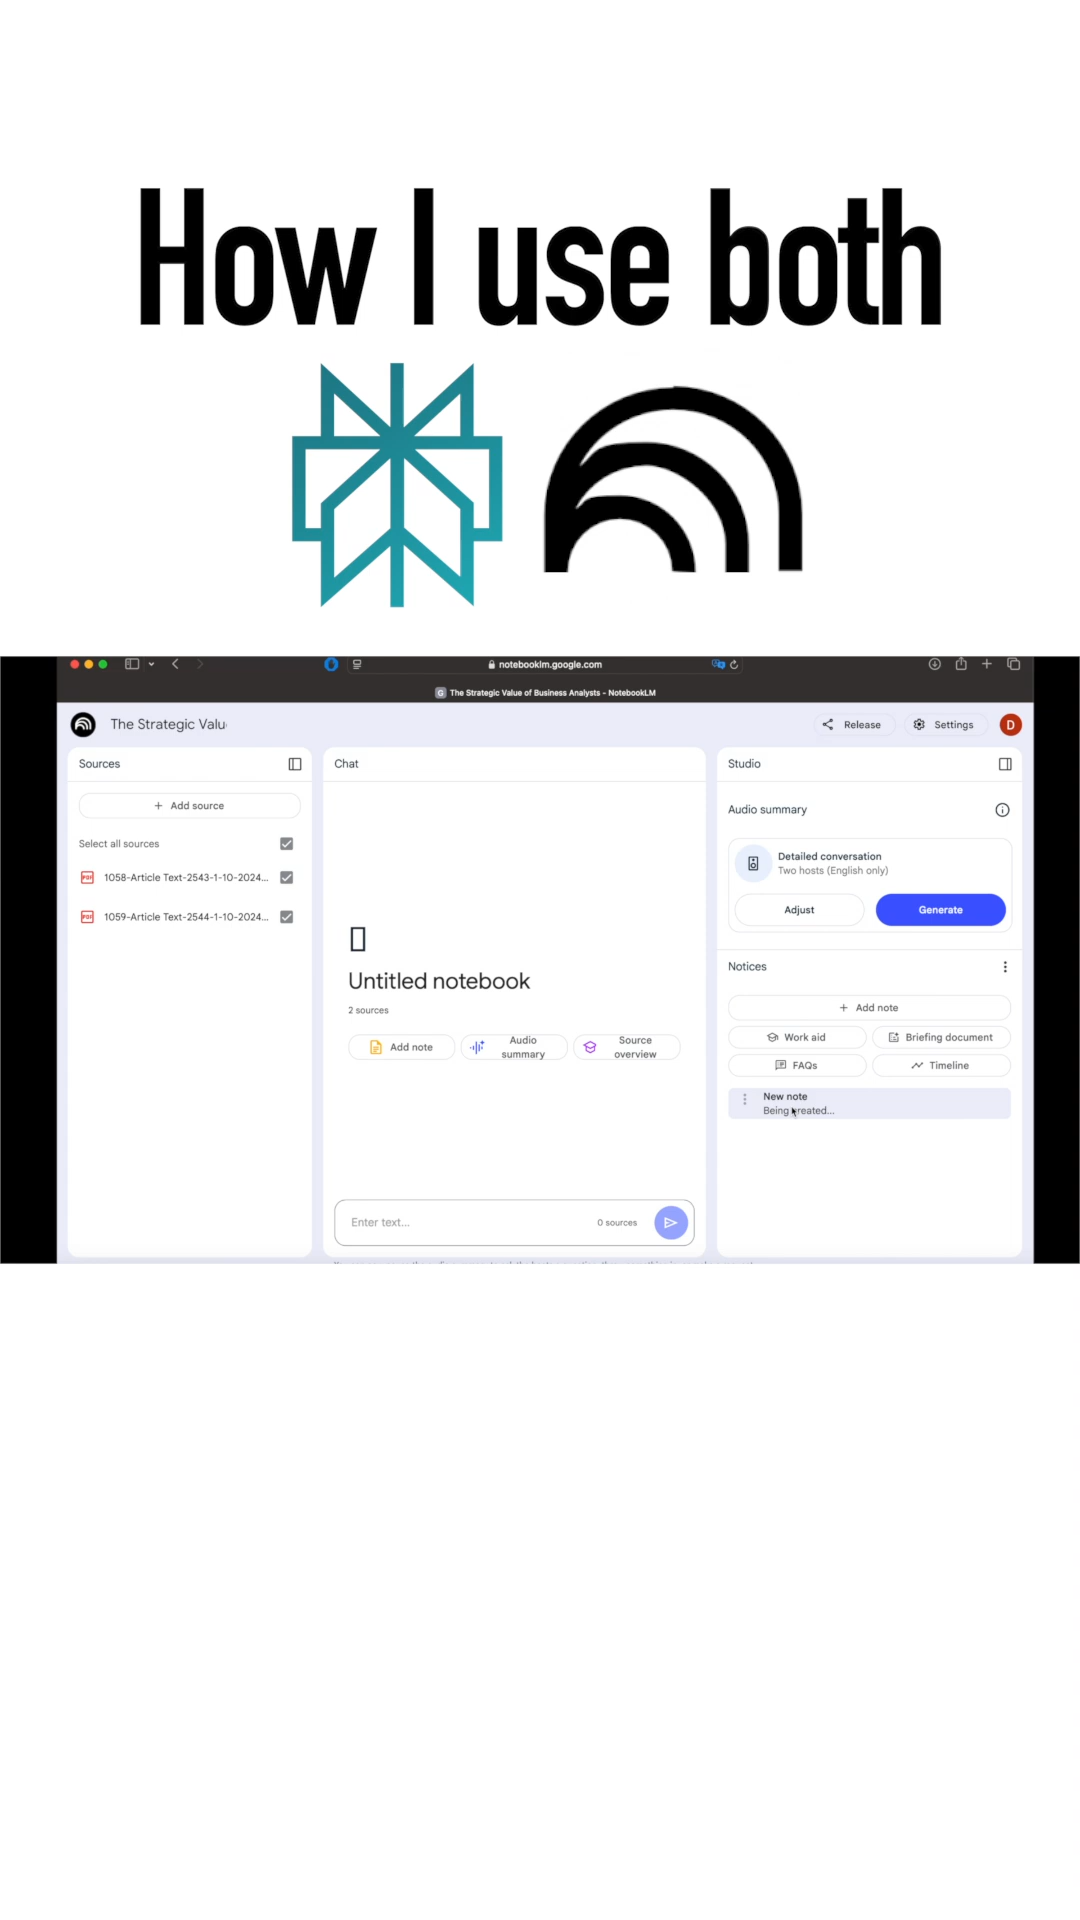 How I use both
notebooklm.google.com
G The Strategic Value of Business Analysts - NotebookLM
The Strategic Valu
Release
Settings
D
Sources
Add source
Select all sources
PDF 1058-Article Text-2543-1-10-2024...
PDF 1059-Article Text-2544-1-10-2024...
Chat
Untitled notebook
2 sources
Add note
Audio summary
Source overview
Enter text...
0 sources
Studio
Audio summary
Detailed conversation
Two hosts (English only)
Adjust
Generate
Notices
Add note
Work aid
Briefing document
FAQs
Timeline
New note
Being created...